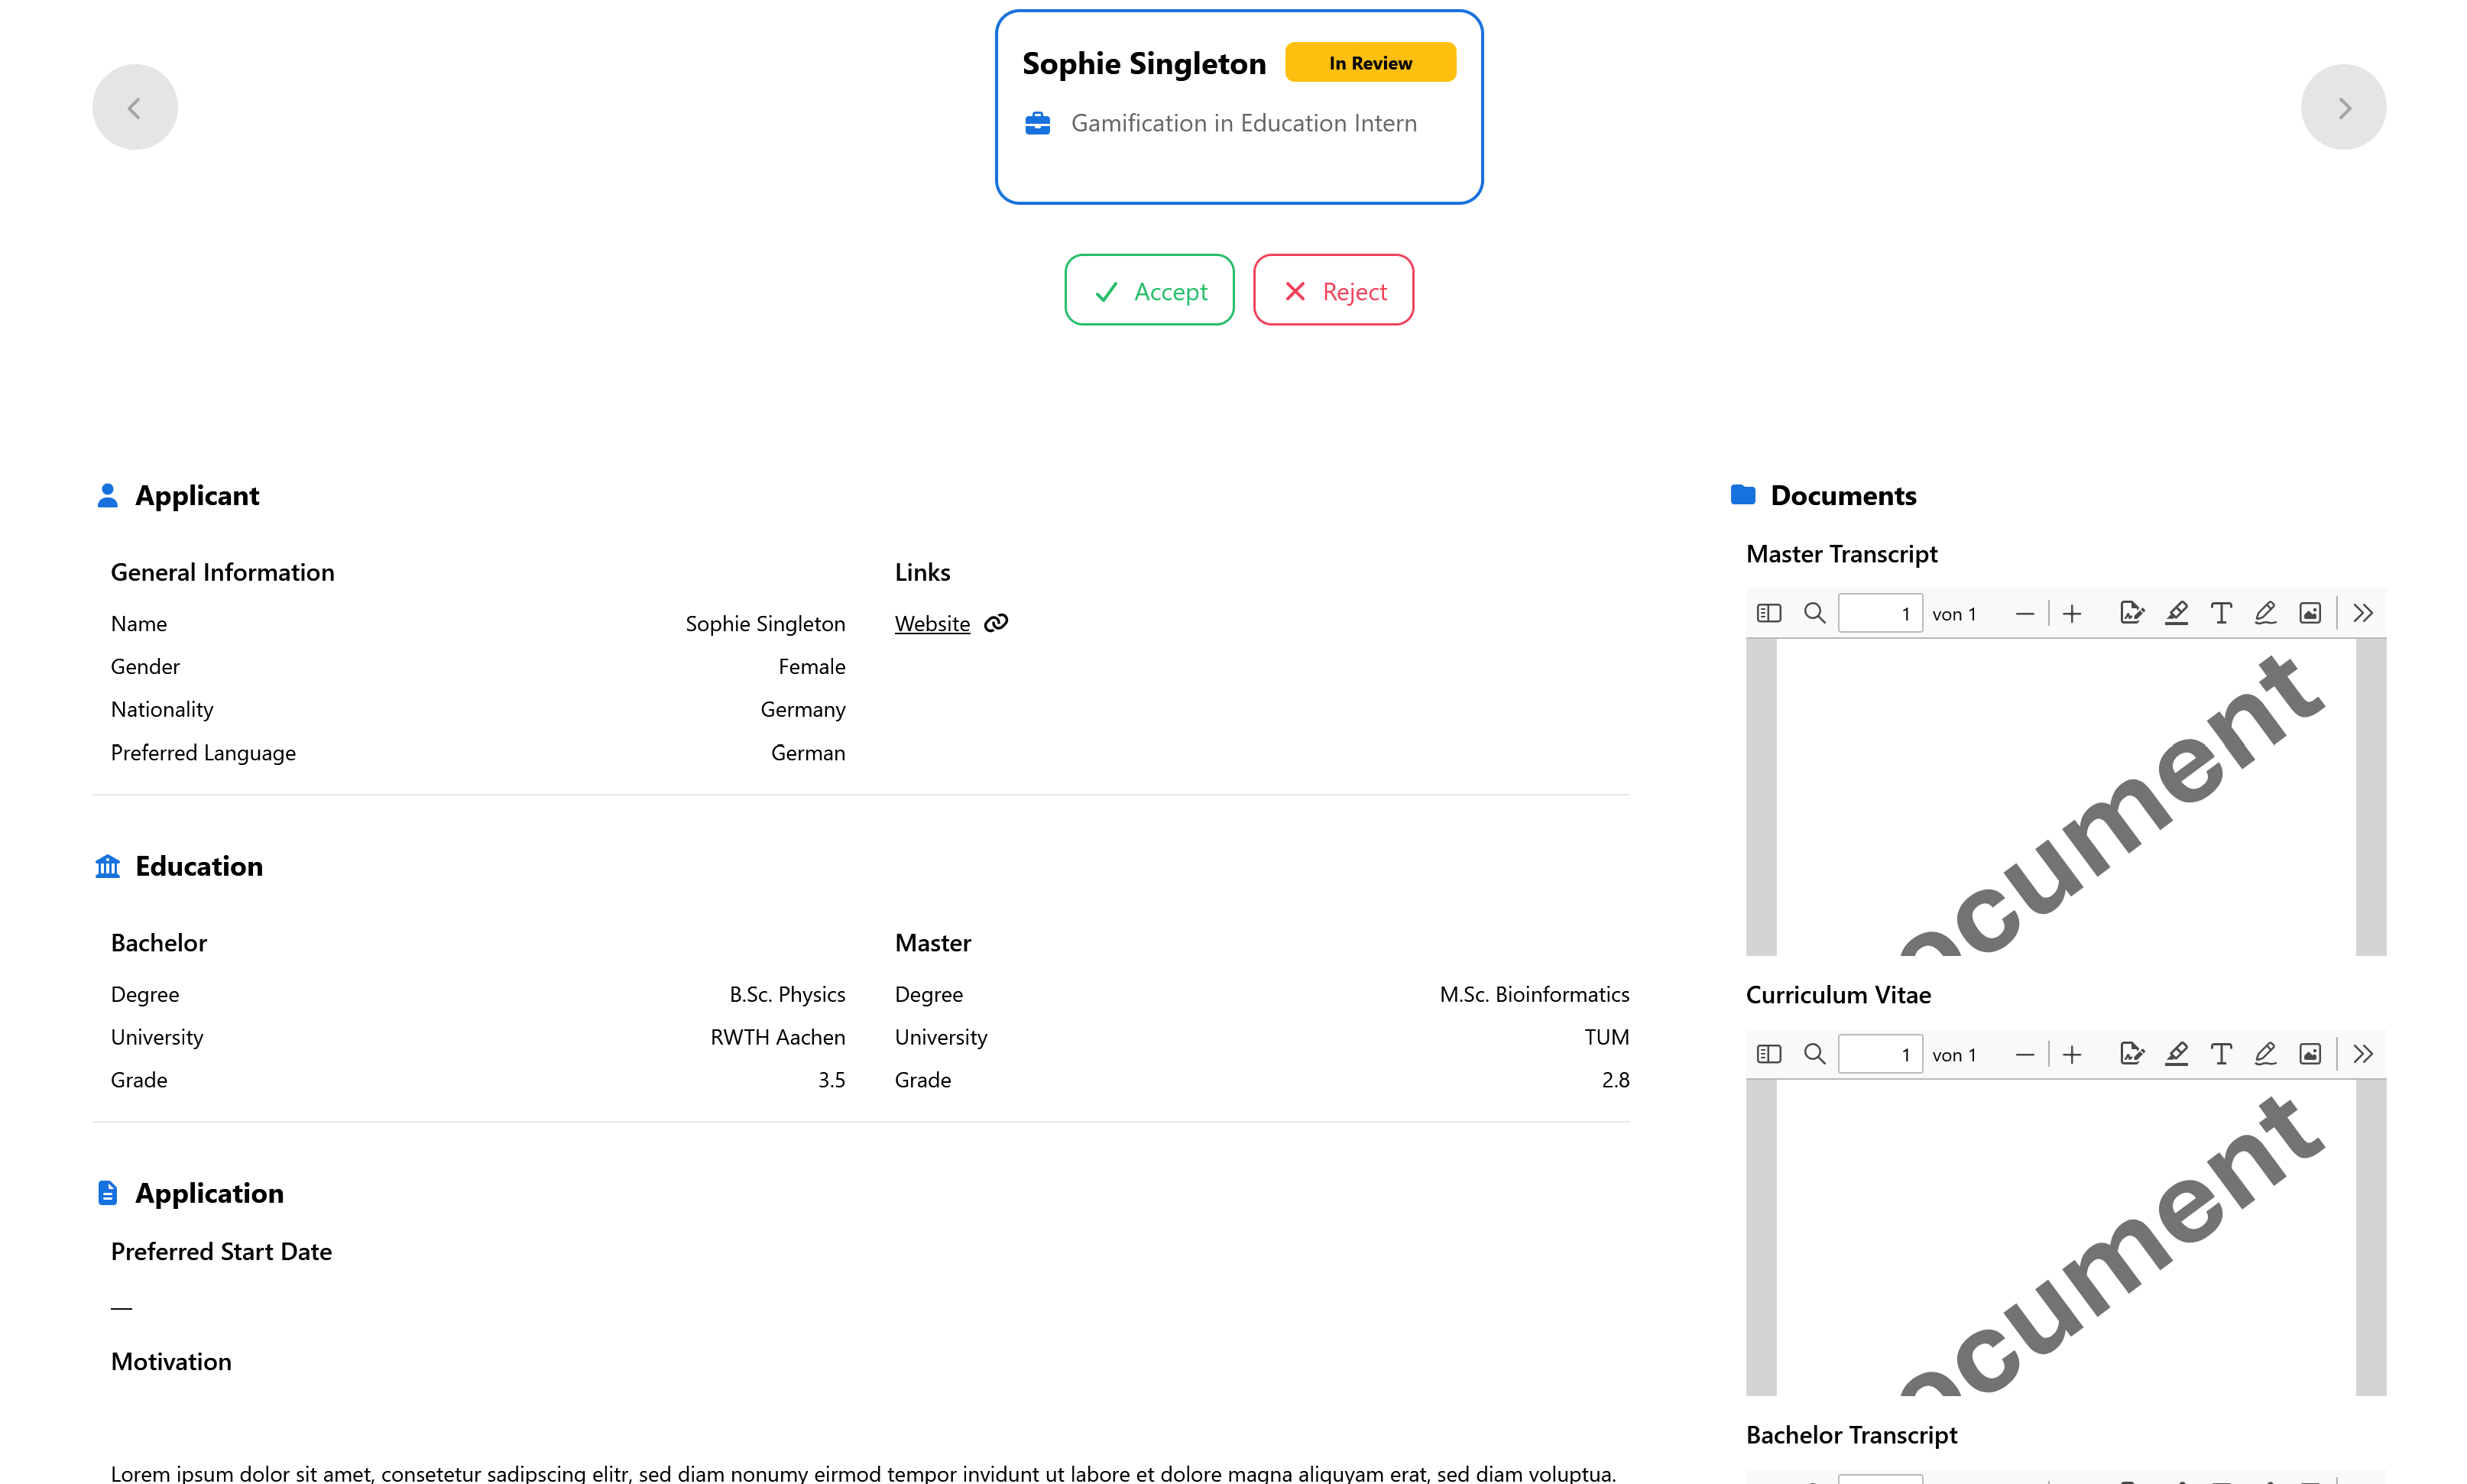 Sophie Singleton
In Review
Gamification in Education Intern
Accept
Reject
Applicant
General Information
Name Sophie Singleton
Gender Female
Nationality Germany
Preferred Language German
Links
Website
Education
Bachelor
Degree B.Sc. Physics
University RWTH Aachen
Grade 3.5
Master
Degree M.Sc. Bioinformatics
University TUM
Grade 2.8
Application
Preferred Start Date
—
Motivation
Lorem ipsum dolor sit amet, consetetur sadipscing elitr, sed diam nonumy eirmod tempor invidunt ut labore et dolore magna aliquyam erat, sed diam voluptua.
Documents
Master Transcript
1 von 1
ocument
Curriculum Vitae
1 von 1
ocument
Bachelor Transcript